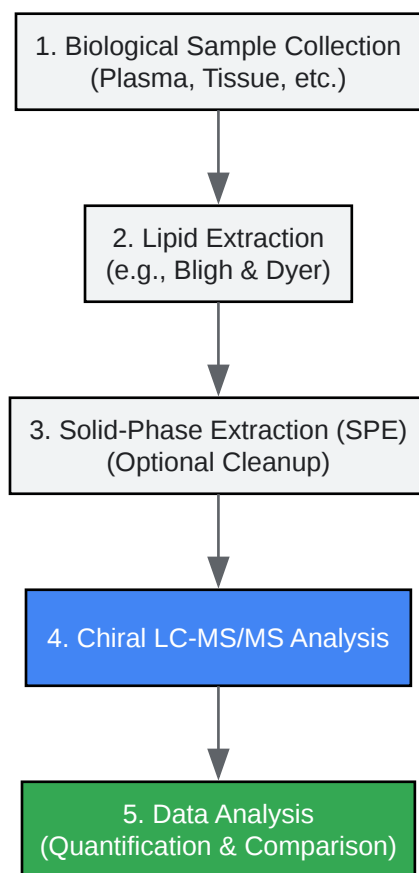 1. Biological Sample Collection
(Plasma, Tissue, etc.)
2. Lipid Extraction
(e.g., Bligh & Dyer)
3. Solid-Phase Extraction (SPE)
(Optional Cleanup)
4. Chiral LC-MS/MS Analysis
5. Data Analysis
(Quantification & Comparison)